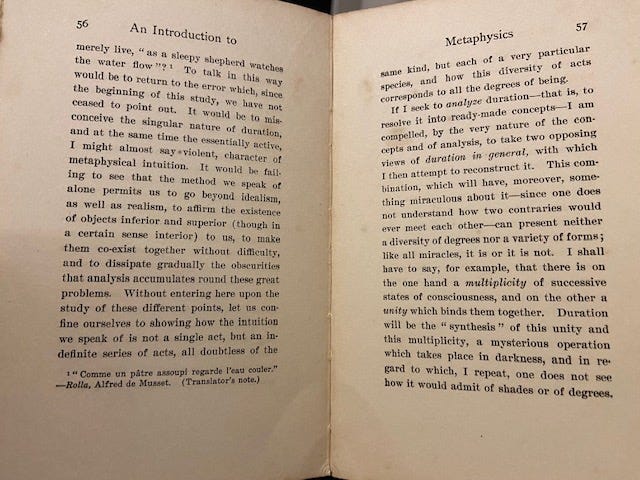 56
An Introduction to
merely live, "as a sleepy shepherd watches
the water flow"?¹ To talk in this way
would be to return to the error which, since
the beginning of this study, we have not
ceased to point out. It would be to mis-
conceive the singular nature of duration,
and at the same time the essentially active,
I might almost say violent, character of
metaphysical intuition. It would be fail-
ing to see that the method we speak of
alone permits us to go beyond idealism,
as well as realism, to affirm the existence
of objects inferior and superior (though in
a certain sense interior) to us, to make
them co-exist together without difficulty,
and to dissipate gradually the obscurities
that analysis accumulates round these great
problems. Without entering here upon the
study of these different points, let us con-
fine ourselves to showing how the intuition
we speak of is not a single act, but an in-
definite series of acts, all doubtless of the
¹ "Comme un pâtre assoupi regarde l'eau couler."
—Rolla, Alfred de Musset. (Translator's note.)
Metaphysics
57
same kind, but each of a very particular
species, and how this diversity of acts
corresponds to all the degrees of being.
If I seek to analyze duration—that is, to
resolve it into ready-made concepts—I am
compelled, by the very nature of the con-
cepts and of analysis, to take two opposing
views of duration in general, with which
I then attempt to reconstruct it. This com-
bination, which will have, moreover, some-
thing miraculous about it—since one does
not understand how two contraries would
ever meet each other—can present neither
a diversity of degrees nor a variety of forms;
like all miracles, it is or it is not. I shall
have to say, for example, that there is on
the one hand a multiplicity of successive
states of consciousness, and on the other a
unity which binds them together. Duration
will be the "synthesis" of this unity and
this multiplicity, a mysterious operation
which takes place in darkness, and in re-
gard to which, I repeat, one does not see
how it would admit of shades or of degrees.